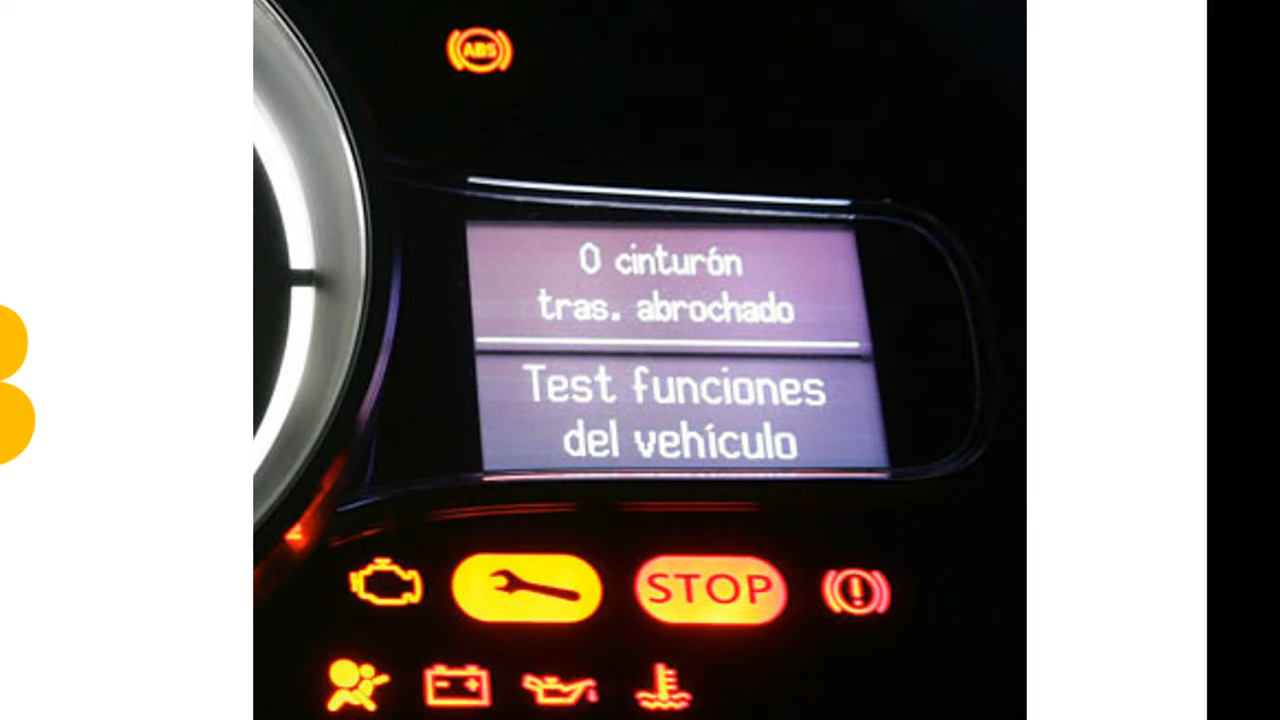 ABS
0 cinturón
tras. abrochado
Test funciones
del vehículo
STOP